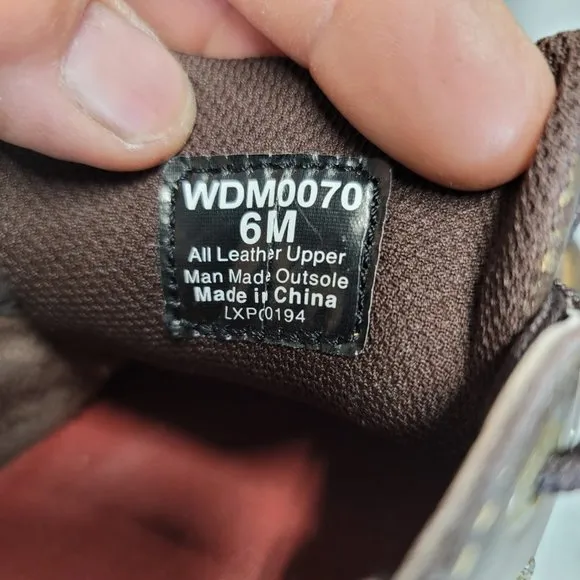 WDM0070
6M
All Leather Upper
Man Made Outsole
Made in China
LXP00194